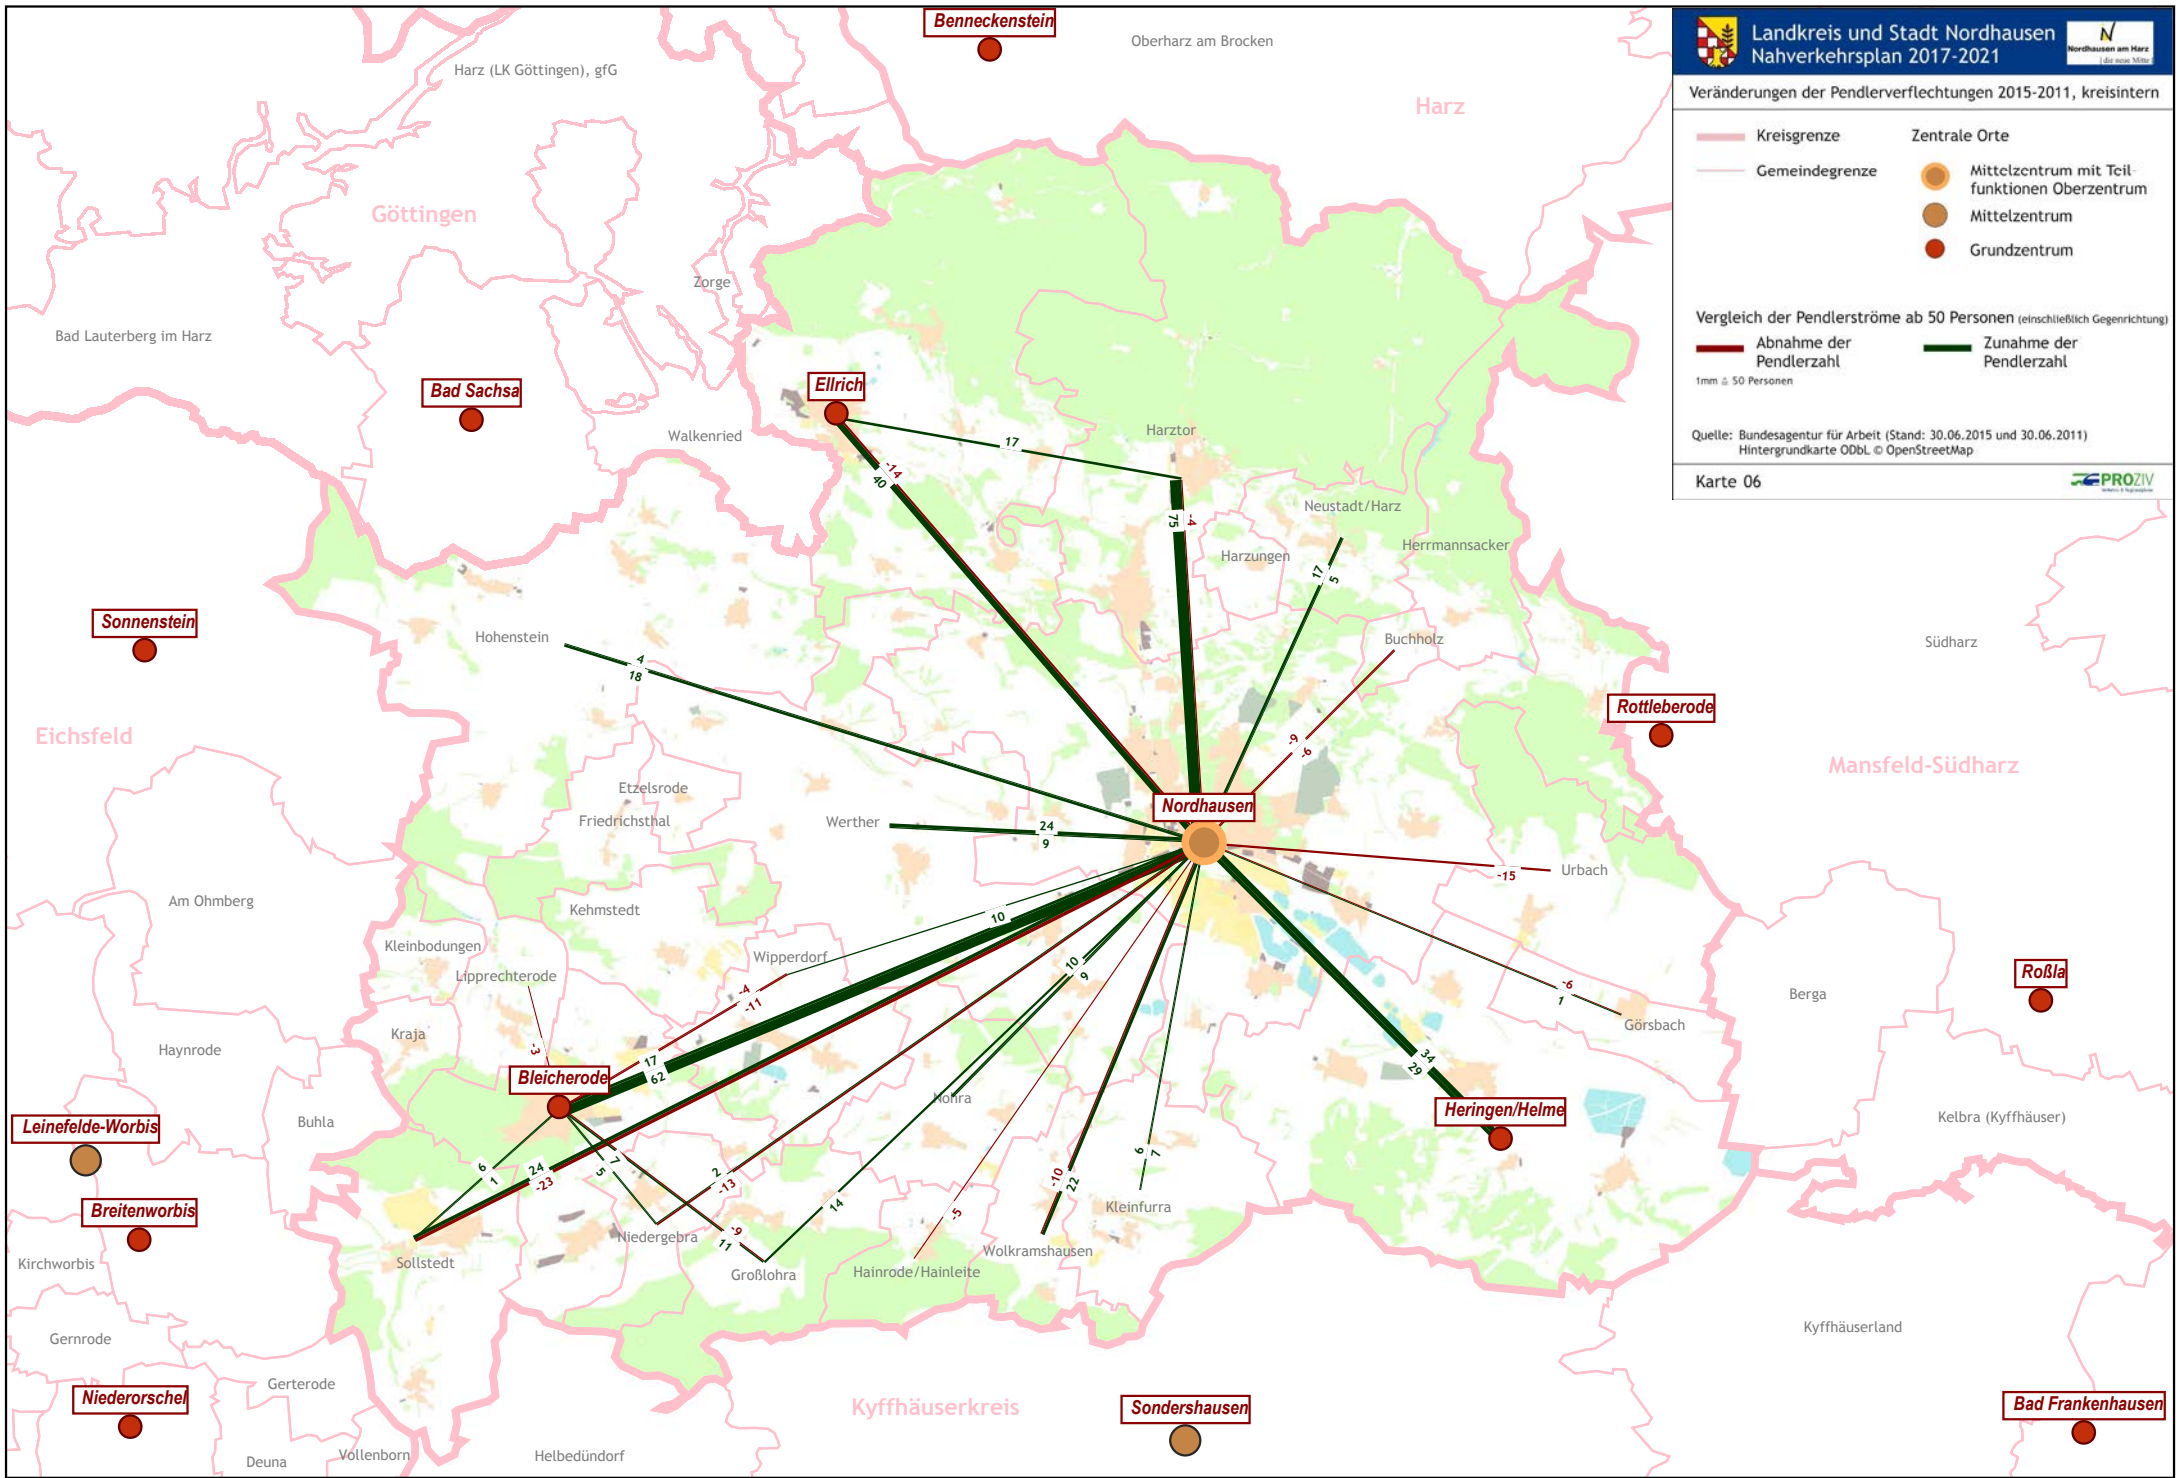 Landkreis und Stadt Nordhausen
Nahverkehrsplan 2017-2021
N
Nordhausen am Harz
Veränderungen der Pendlerverflechtungen 2015-2011, kreisintern
Kreisgrenze
Gemeindegrenze
Zentrale Orte
Mittelzentrum mit Teil-
funktionen Oberzentrum
Mittelzentrum
Grundzentrum
Vergleich der Pendlerströme ab 50 Personen (einschließlich Gegenrichtung)
Abnahme der
Pendlerzahl
Zunahme der
Pendlerzahl
1mm ≙ 50 Personen
Quelle: Bundesagentur für Arbeit (Stand: 30.06.2015 und 30.06.2011)
Hintergrundkarte ODbL © OpenStreetMap
Karte 06
PROZIV
Benneckenstein
Oberharz am Brocken
Harz (LK Göttingen), gfG
Harz
Göttingen
Zorge
Bad Lauterberg im Harz
Bad Sachsa
Ellrich
Walkenried
Harztor
17
-14
40
75
-4
Neustadt/Harz
Herrmannsacker
Harzungen
17
5
Sonnenstein
Hohenstein
4
18
Buchholz
Südharz
Rottleberode
Eichsfeld
-9
-6
Mansfeld-Südharz
Etzelsrode
Friedrichsthal
Werther
24
9
Nordhausen
Urbach
-15
Am Ohmberg
Kehmstedt
10
Kleinbodungen
Lipprechterode
Wipperdorf
-4
-11
10
9
-6
1
Görsbach
Berga
Roßla
Kraja
Haynrode
-3
17
62
34
29
Bleicherode
Nohra
Heringen/Helme
Kelbra (Kyffhäuser)
Buhla
Leinefelde-Worbis
6
1
24
-23
7
5
2
-13
-10
22
6
7
Breitenworbis
14
-5
Kleinfurra
Niedergebra
-9
11
Wolkramshausen
Kirchworbis
Sollstedt
Großlohra
Hainrode/Hainleite
Gernrode
Kyffhäuserland
Gerterode
Niederorschel
Kyffhäuserkreis
Sondershausen
Bad Frankenhausen
Deuna
Vollenborn
Helbedündorf